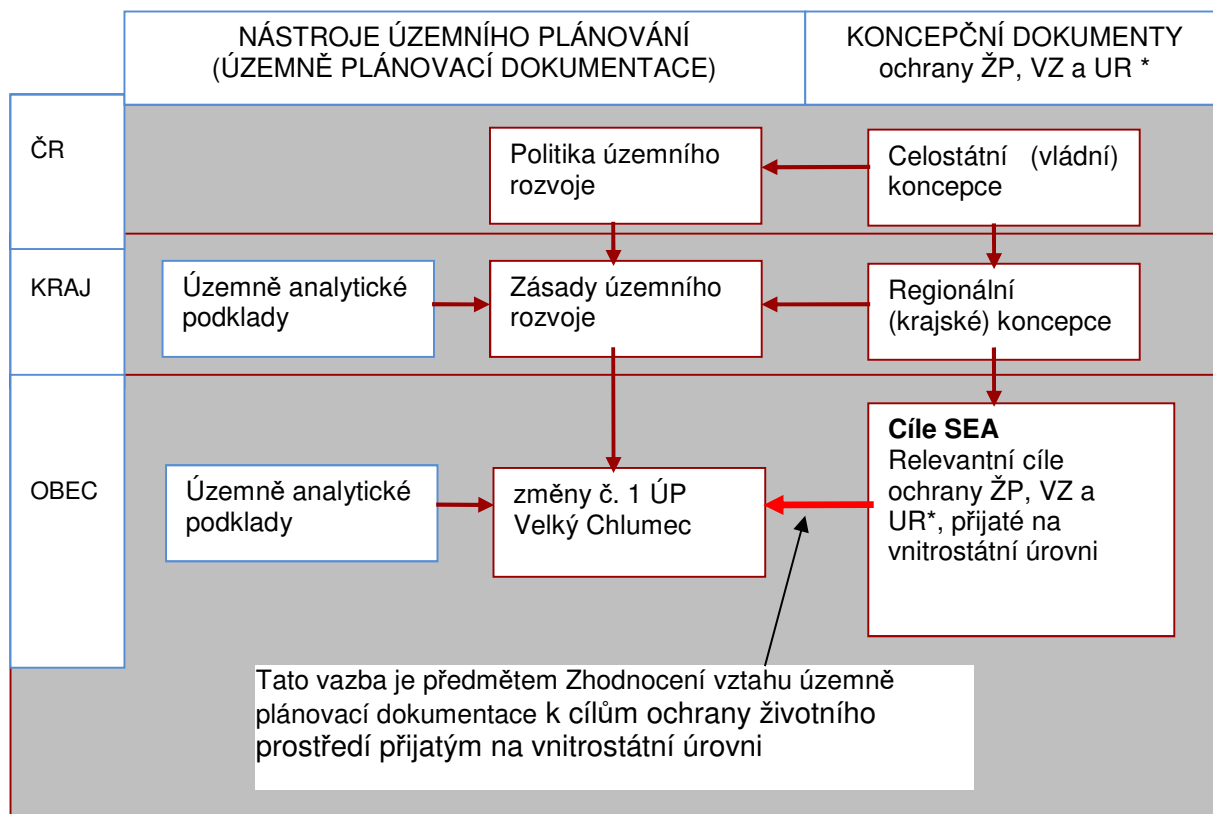 NÁSTROJE ÚZEMNÍHO PLÁNOVÁNÍ
(ÚZEMNĚ PLÁNOVACÍ DOKUMENTACE)
KONCEPČNÍ DOKUMENTY
ochrany ŽP, VZ a UR *
ČR
Politika územního
rozvoje
Celostátní (vládní)
koncepce
KRAJ
Územně analytické
podklady
Zásady územního
rozvoje
Regionální
(krajské) koncepce
OBEC
Územně analytické
podklady
změny č. 1 ÚP
Velký Chlumec
Cíle SEA
Relevantní cíle
ochrany ŽP, VZ a
UR*, přijaté na
vnitrostátní úrovni
Tato vazba je předmětem Zhodnocení vztahu územně
plánovací dokumentace k cílům ochrany životního
prostředí přijatým na vnitrostátní úrovni